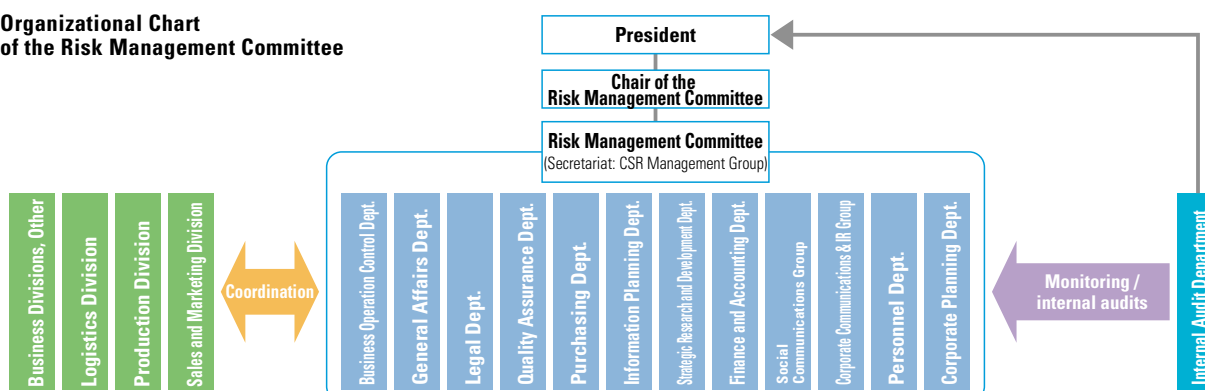 Organizational Chart
of the Risk Management Committee
President
Chair of the
Risk Management Committee
Risk Management Committee
(Secretariat: CSR Management Group)
Business Divisions, Other
Logistics Division
Production Division
Sales and Marketing Division
Coordination
Business Operation Control Dept.
General Affairs Dept.
Legal Dept.
Quality Assurance Dept.
Purchasing Dept.
Information Planning Dept.
Strategic Research and Development Dept.
Finance and Accounting Dept.
Social
Communications Group
Corporate Communications & IR Group
Personnel Dept.
Corporate Planning Dept.
Monitoring /
internal audits
Internal Audit Department